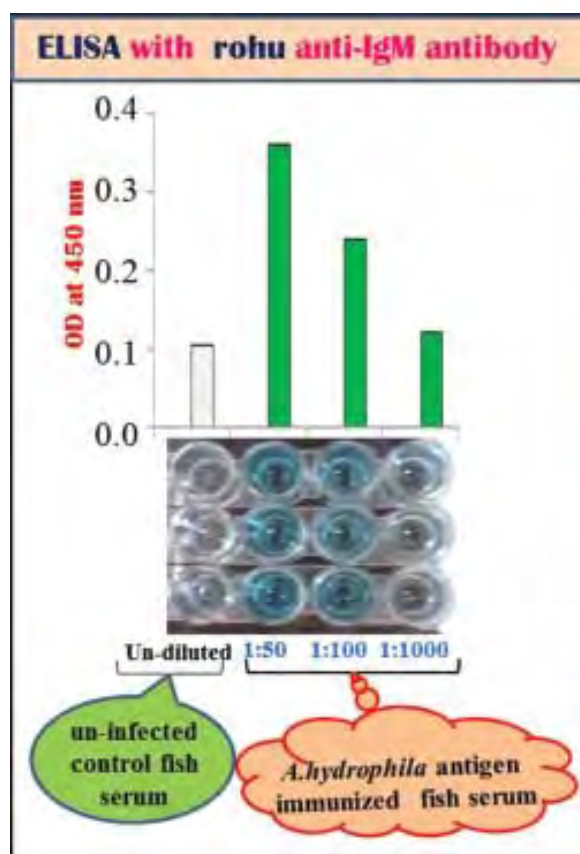 ELISA with rohu anti-IgM antibody
0.4
0.3
0.2
0.1
0.0
OD at 450 nm
Un-diluted 1:50 1:100 1:1000
un-infected
control fish
serum
A.hydrophila antigen
immunized fish serum